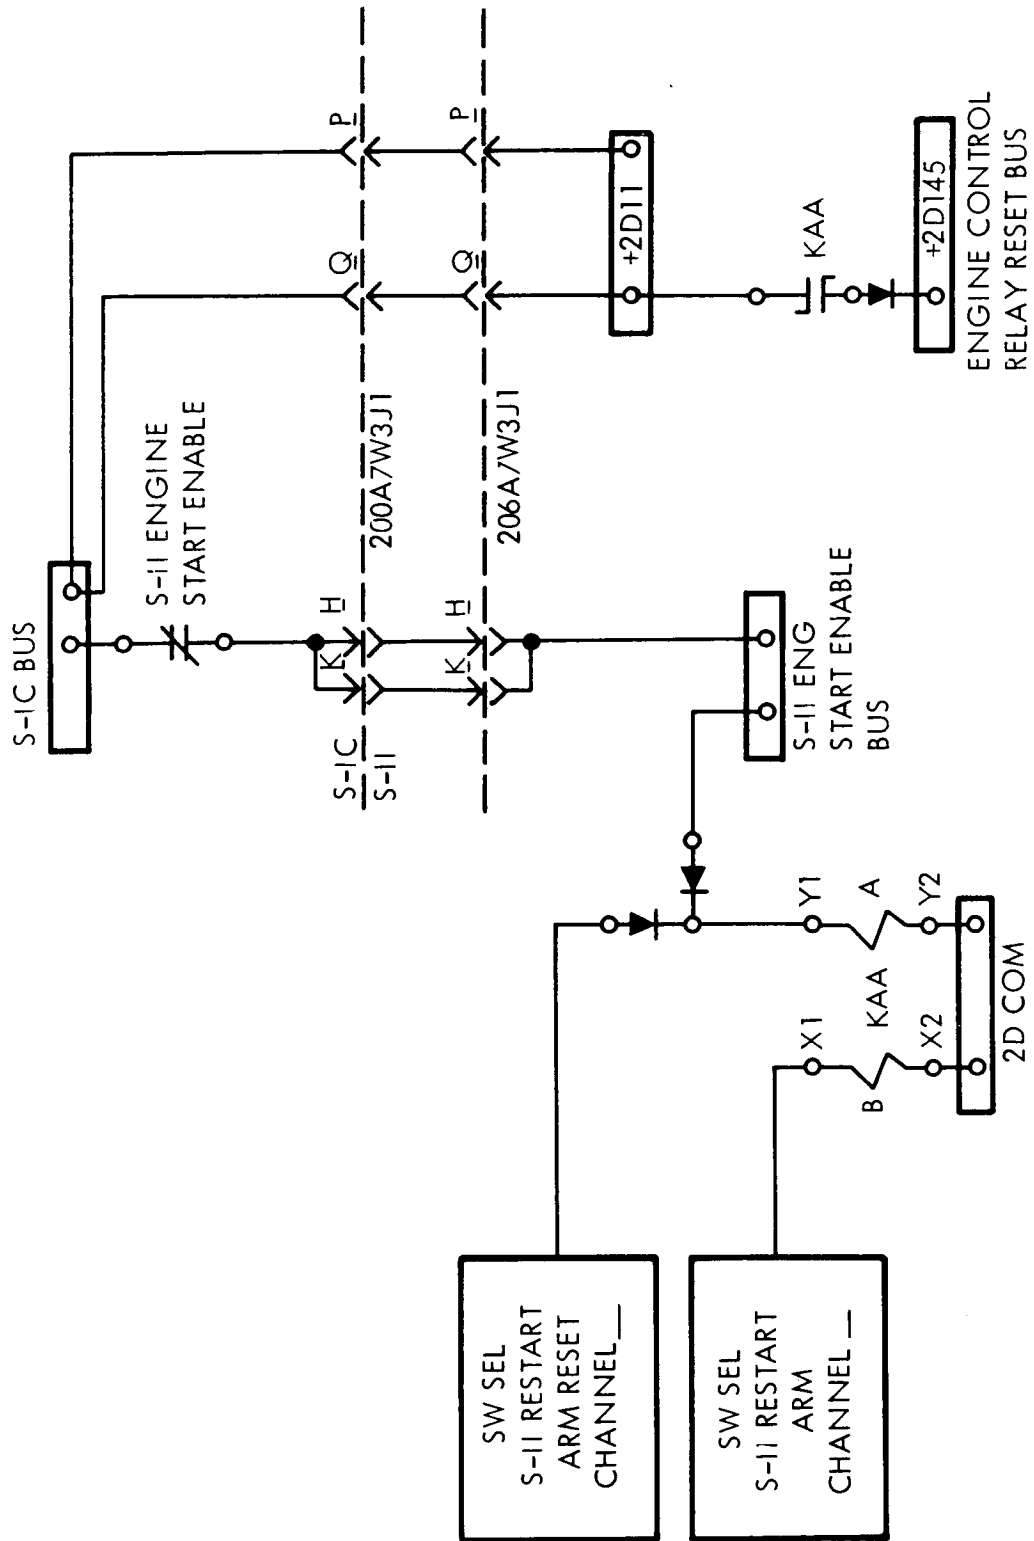 S-IC BUS
S-II ENGINE
START ENABLE
P
Q
H
K
S-IC
S-II
200A7W3J1
P
Q
H
K
206A7W3J1
+2D11
KAA
+2D145
ENGINE CONTROL
RELAY RESET BUS
S-II ENG
START ENABLE
BUS
Y1
A
Y2
KAA
X1
B
X2
2D COM
SW SEL
S-II RESTART
ARM RESET
CHANNEL__
SW SEL
S-II RESTART
ARM
CHANNEL __